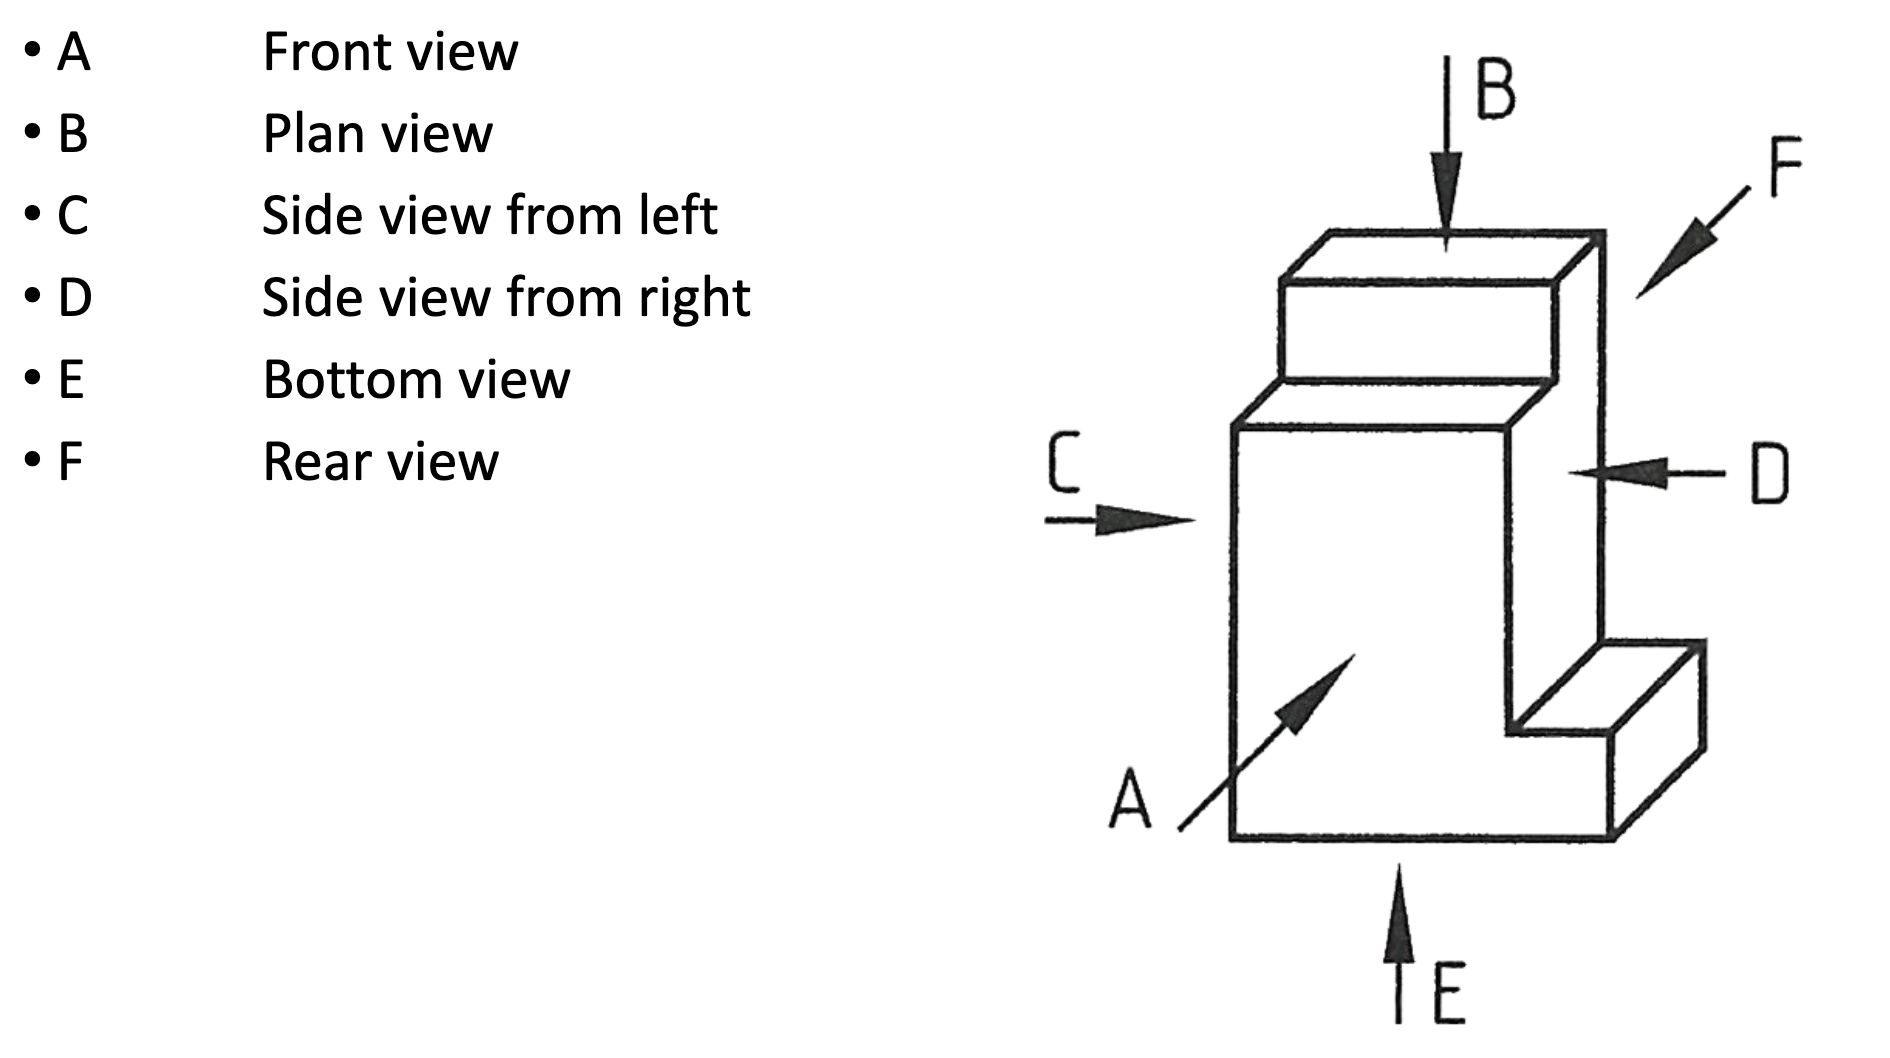 • A Front view
• B Plan view
• C Side view from left
• D Side view from right
• E Bottom view
• F Rear view
B
F
C
D
A
E